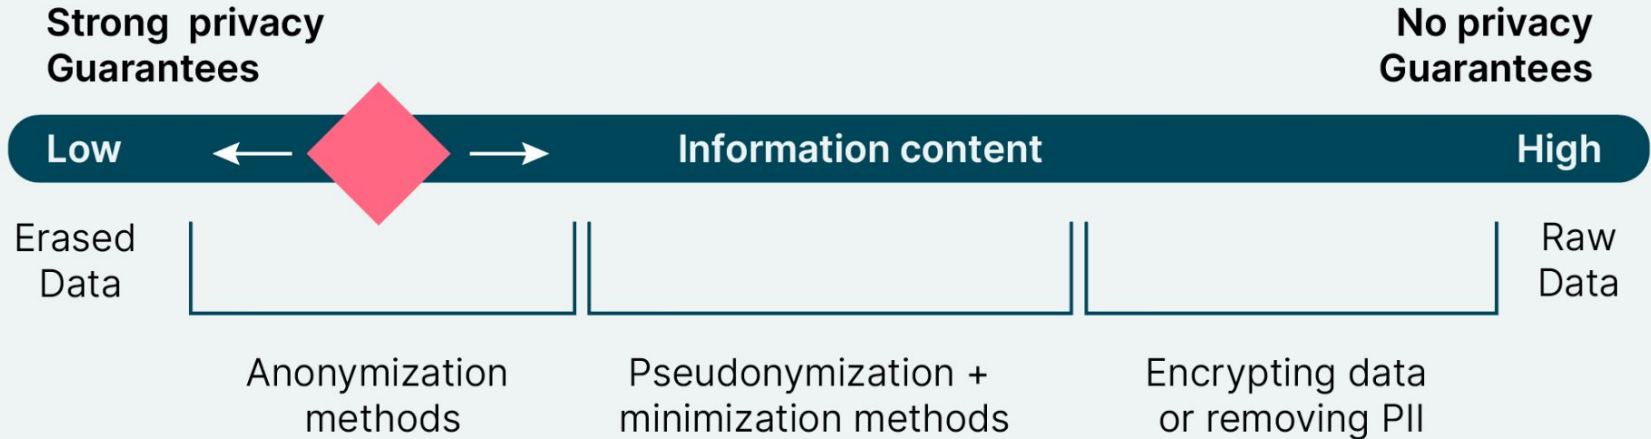 Strong privacy
Guarantees
No privacy
Guarantees
Low
Information content
High
Erased
Data
Raw
Data
Anonymization
methods
Pseudonymization +
minimization methods
Encrypting data
or removing PII